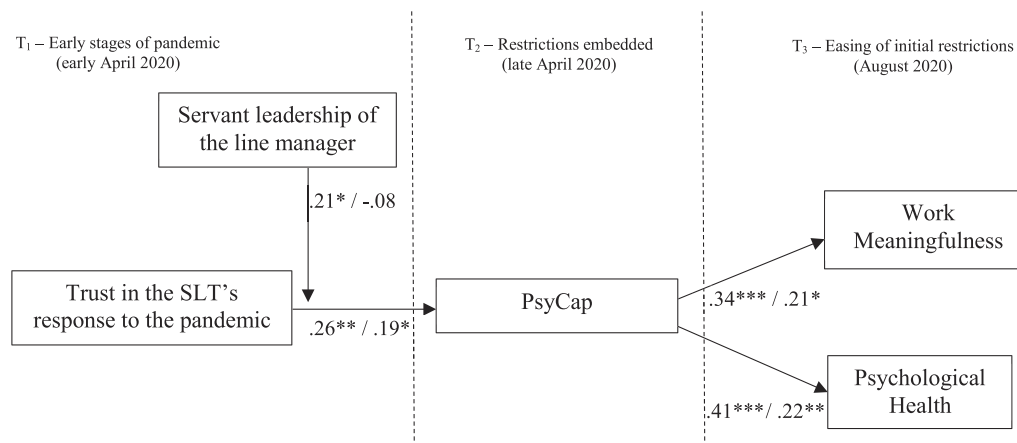 T₁ – Early stages of pandemic
(early April 2020)
T₂ – Restrictions embedded
(late April 2020)
T₃ – Easing of initial restrictions
(August 2020)
Servant leadership of
the line manager
.21* / -.08
Trust in the SLT's
response to the pandemic
.26** / .19*
PsyCap
Work
Meaningfulness
.34*** / .21*
Psychological
Health
.41***/ .22**